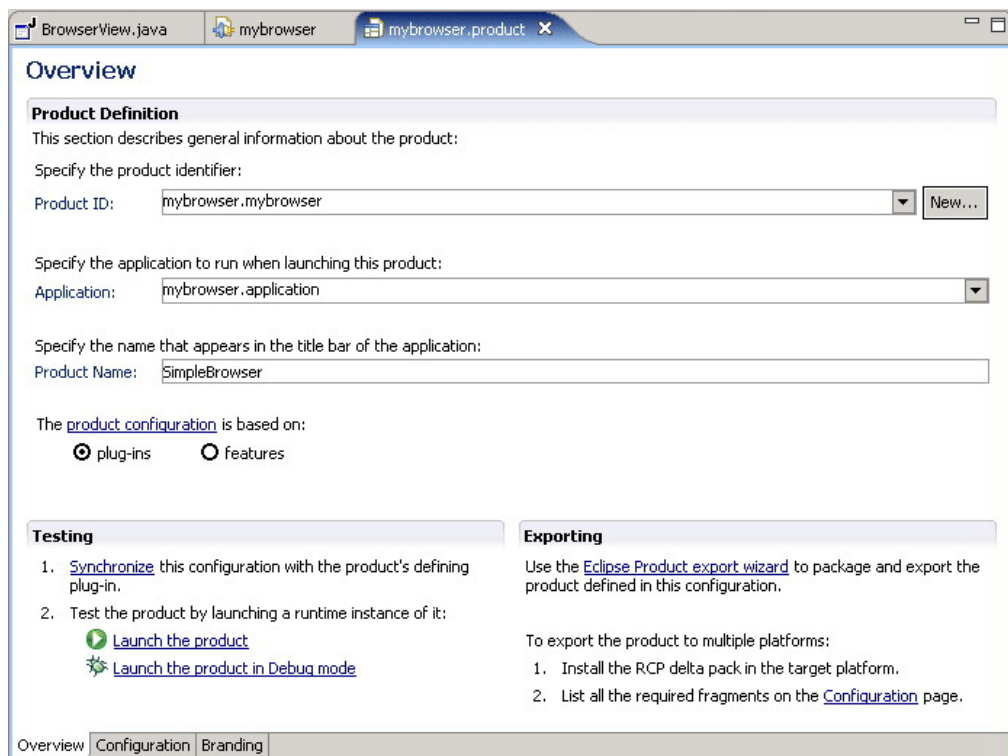 BrowserView.java mybrowser mybrowser.product
Overview
Product Definition
This section describes general information about the product:
Specify the product identifier:
Product ID: mybrowser.mybrowser New...
Specify the application to run when launching this product:
Application: mybrowser.application
Specify the name that appears in the title bar of the application:
Product Name: SimpleBrowser
The product configuration is based on:
plug-ins features
Testing
1. Synchronize this configuration with the product's defining
plug-in.
2. Test the product by launching a runtime instance of it:
Launch the product
Launch the product in Debug mode
Exporting
Use the Eclipse Product export wizard to package and export the
product defined in this configuration.
To export the product to multiple platforms:
1. Install the RCP delta pack in the target platform.
2. List all the required fragments on the Configuration page.
Overview Configuration Branding